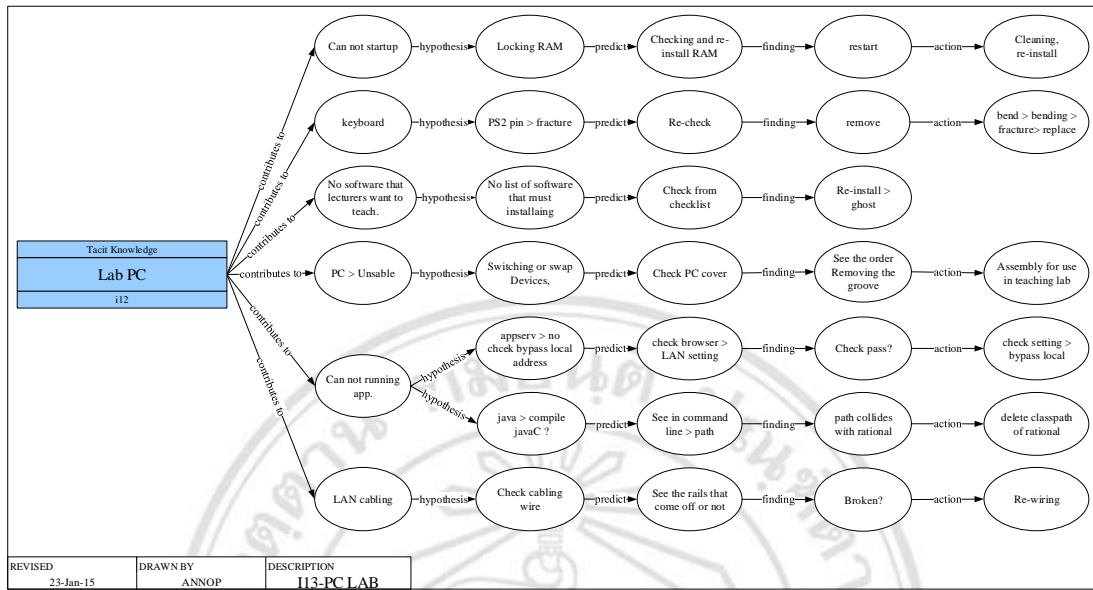 Can not startup
hypothesis
Locking RAM
predict
Checking and re-
install RAM
finding
restart
action
Cleaning,
re-install
contributes to
keyboard
hypothesis
PS2 pin > fracture
predict
Re-check
finding
remove
action
bend > bending >
fracture> replace
contributes to
No software that
lecturers want to
teach.
hypothesis
No list of software
that must
installaing
predict
Check from
checklist
finding
Re-install >
ghost
contributes to
Tacit Knowledge
Lab PC
i12
contributes to
PC > Unsable
hypothesis
Switching or swap
Devices,
predict
Check PC cover
finding
See the order
Removing the
groove
action
Assembly for use
in teaching lab
contributes to
Can not running
app.
hypothesis
appserv > no
chcek bypass local
address
predict
check browser >
LAN setting
finding
Check pass?
action
check setting >
bypass local
hypothesis
java > compile
javaC ?
predict
See in command
line > path
finding
path collides
with rational
action
delete classpath
of rational
contributes to
LAN cabling
hypothesis
Check cabling
wire
predict
See the rails that
come off or not
finding
Broken?
action
Re-wiring
REVISED
23-Jan-15
DRAWN BY
ANNOP
DESCRIPTION
I13-PC LAB